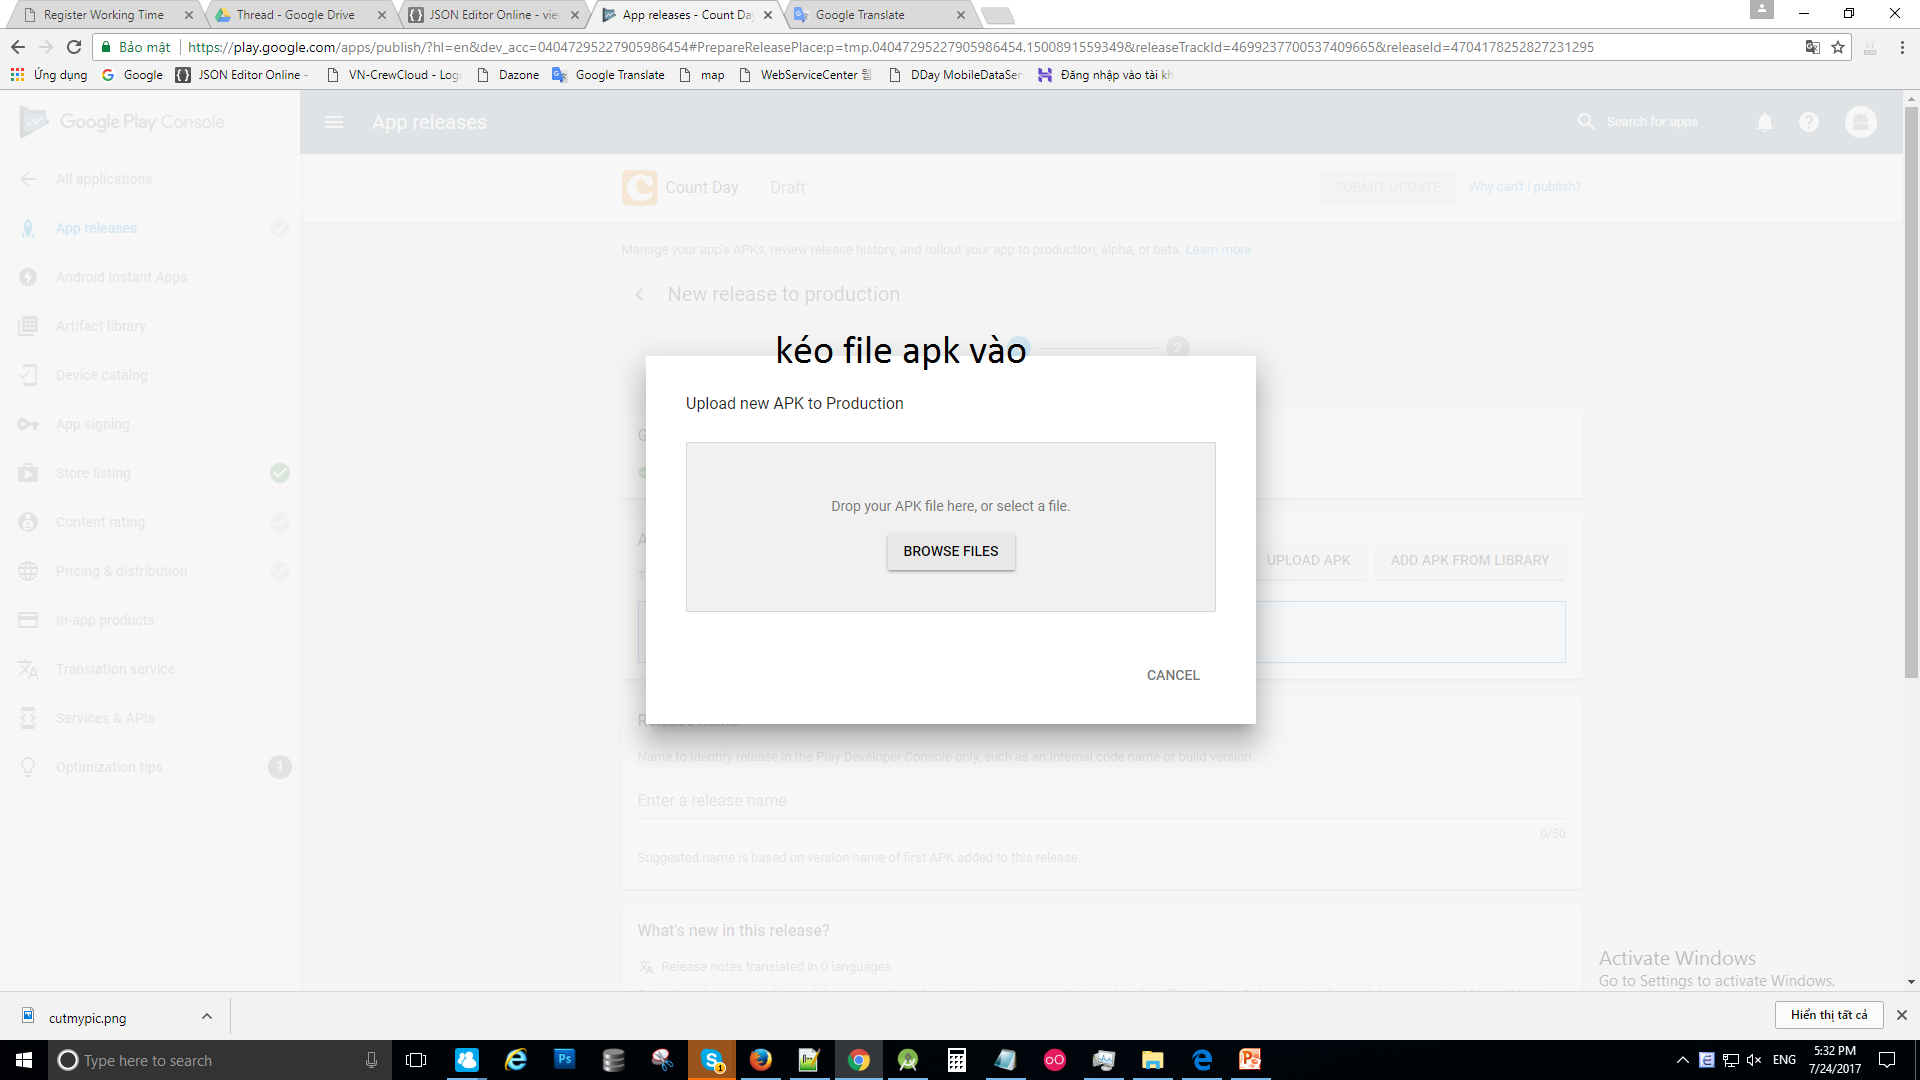 Register Working Time
Thread - Google Drive
JSON Editor Online - view
App releases - Count Da
Google Translate
Bảo mật
https://play.google.com/apps/publish/?hl=en&dev_acc=04047295227905986454#PrepareReleasePlace:p=tmp.04047295227905986454.1500891559349&releaseTrackId=4699237700537409665&releaseId=4704178252827231295
Ứng dụng
Google
JSON Editor Online -
VN-CrewCloud - Log
Dazone
Google Translate
map
WebServiceCenter
DDay MobileDataSer
Đăng nhập vào tài kh
Google Play Console
App releases
Search for apps
All applications
Count Day
Draft
SUBMIT UPDATE
Why can't I publish?
App releases
Android Instant Apps
Artifact library
Device catalog
App signing
Store listing
Content rating
Pricing & distribution
In-app products
Translation service
Services & APIs
Optimization tips
1
Manage your app's APKs, review release history, and rollout your app to production, alpha, or beta. Learn more
New release to production
2
kéo file apk vào
Upload new APK to Production
Drop your APK file here, or select a file.
BROWSE FILES
CANCEL
UPLOAD APK
ADD APK FROM LIBRARY
Release name
Name to identify release in the Play Developer Console only, such as an internal code name or build version.
Enter a release name
0/50
Suggested name is based on version name of first APK added to this release.
What's new in this release?
Release notes translated in 0 languages
Activate Windows
Go to Settings to activate Windows.
cutmypic.png
Hiển thị tất cả
Type here to search
ENG
5:32 PM
7/24/2017